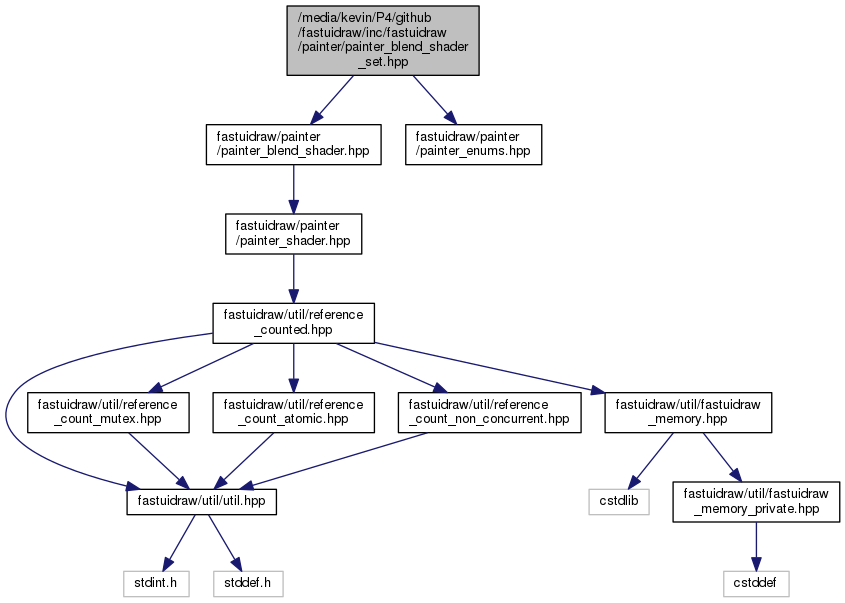 /media/kevin/P4/github
/fastuidraw/inc/fastuidraw
/painter/painter_blend_shader
_set.hpp
fastuidraw/painter
/painter_blend_shader.hpp
fastuidraw/painter
/painter_enums.hpp
fastuidraw/painter
/painter_shader.hpp
fastuidraw/util/reference
_counted.hpp
fastuidraw/util/reference
_count_mutex.hpp
fastuidraw/util/reference
_count_atomic.hpp
fastuidraw/util/reference
_count_non_concurrent.hpp
fastuidraw/util/fastuidraw
_memory.hpp
fastuidraw/util/util.hpp
cstdlib
fastuidraw/util/fastuidraw
_memory_private.hpp
stdint.h
stddef.h
cstddef